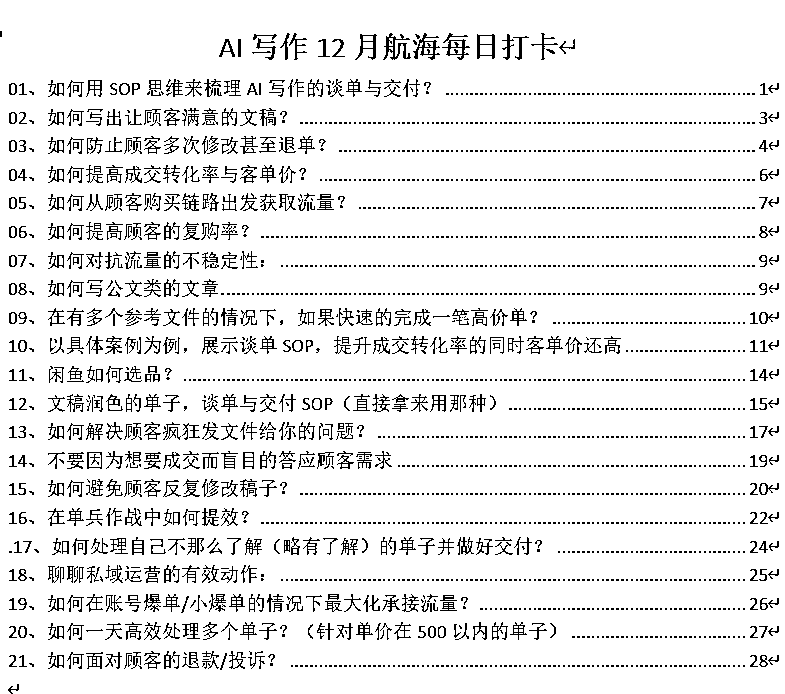 AI 写作 12 月航海每日打卡↵
01、如何用 SOP 思维来梳理 AI 写作的谈单与交付？ ........ 1↵
02、如何写出让顾客满意的文稿？ ........ 3↵
03、如何防止顾客多次修改甚至退单？ ........ 4↵
04、如何提高成交转化率与客单价？ ........ 6↵
05、如何从顾客购买链路出发获取流量？ ........ 7↵
06、如何提高顾客的复购率？ ........ 8↵
07、如何对抗流量的不稳定性： ........ 9↵
08、如何写公文类的文章 ........ 9↵
09、在有多个参考文件的情况下，如果快速的完成一笔高价单？ ........ 10↵
10、以具体案例为例，展示谈单 SOP，提升成交转化率的同时客单价还高 ........ 11↵
11、闲鱼如何选品？ ........ 14↵
12、文稿润色的单子，谈单与交付 SOP（直接拿来用那种） ........ 15↵
13、如何解决顾客疯狂发文件给你的问题？ ........ 17↵
14、不要因为想要成交而盲目的答应顾客需求 ........ 19↵
15、如何避免顾客反复修改稿子？ ........ 20↵
16、在单兵作战中如何提效？ ........ 22↵
.17、如何处理自己不那么了解（略有了解）的单子并做好交付？ ........ 24↵
18、聊聊私域运营的有效动作： ........ 25↵
19、如何在账号爆单/小爆单的情况下最大化承接流量？ ........ 26↵
20、如何一天高效处理多个单子？（针对单价在 500 以内的单子） ........ 27↵
21、如何面对顾客的退款/投诉？ ........ 28↵
↵